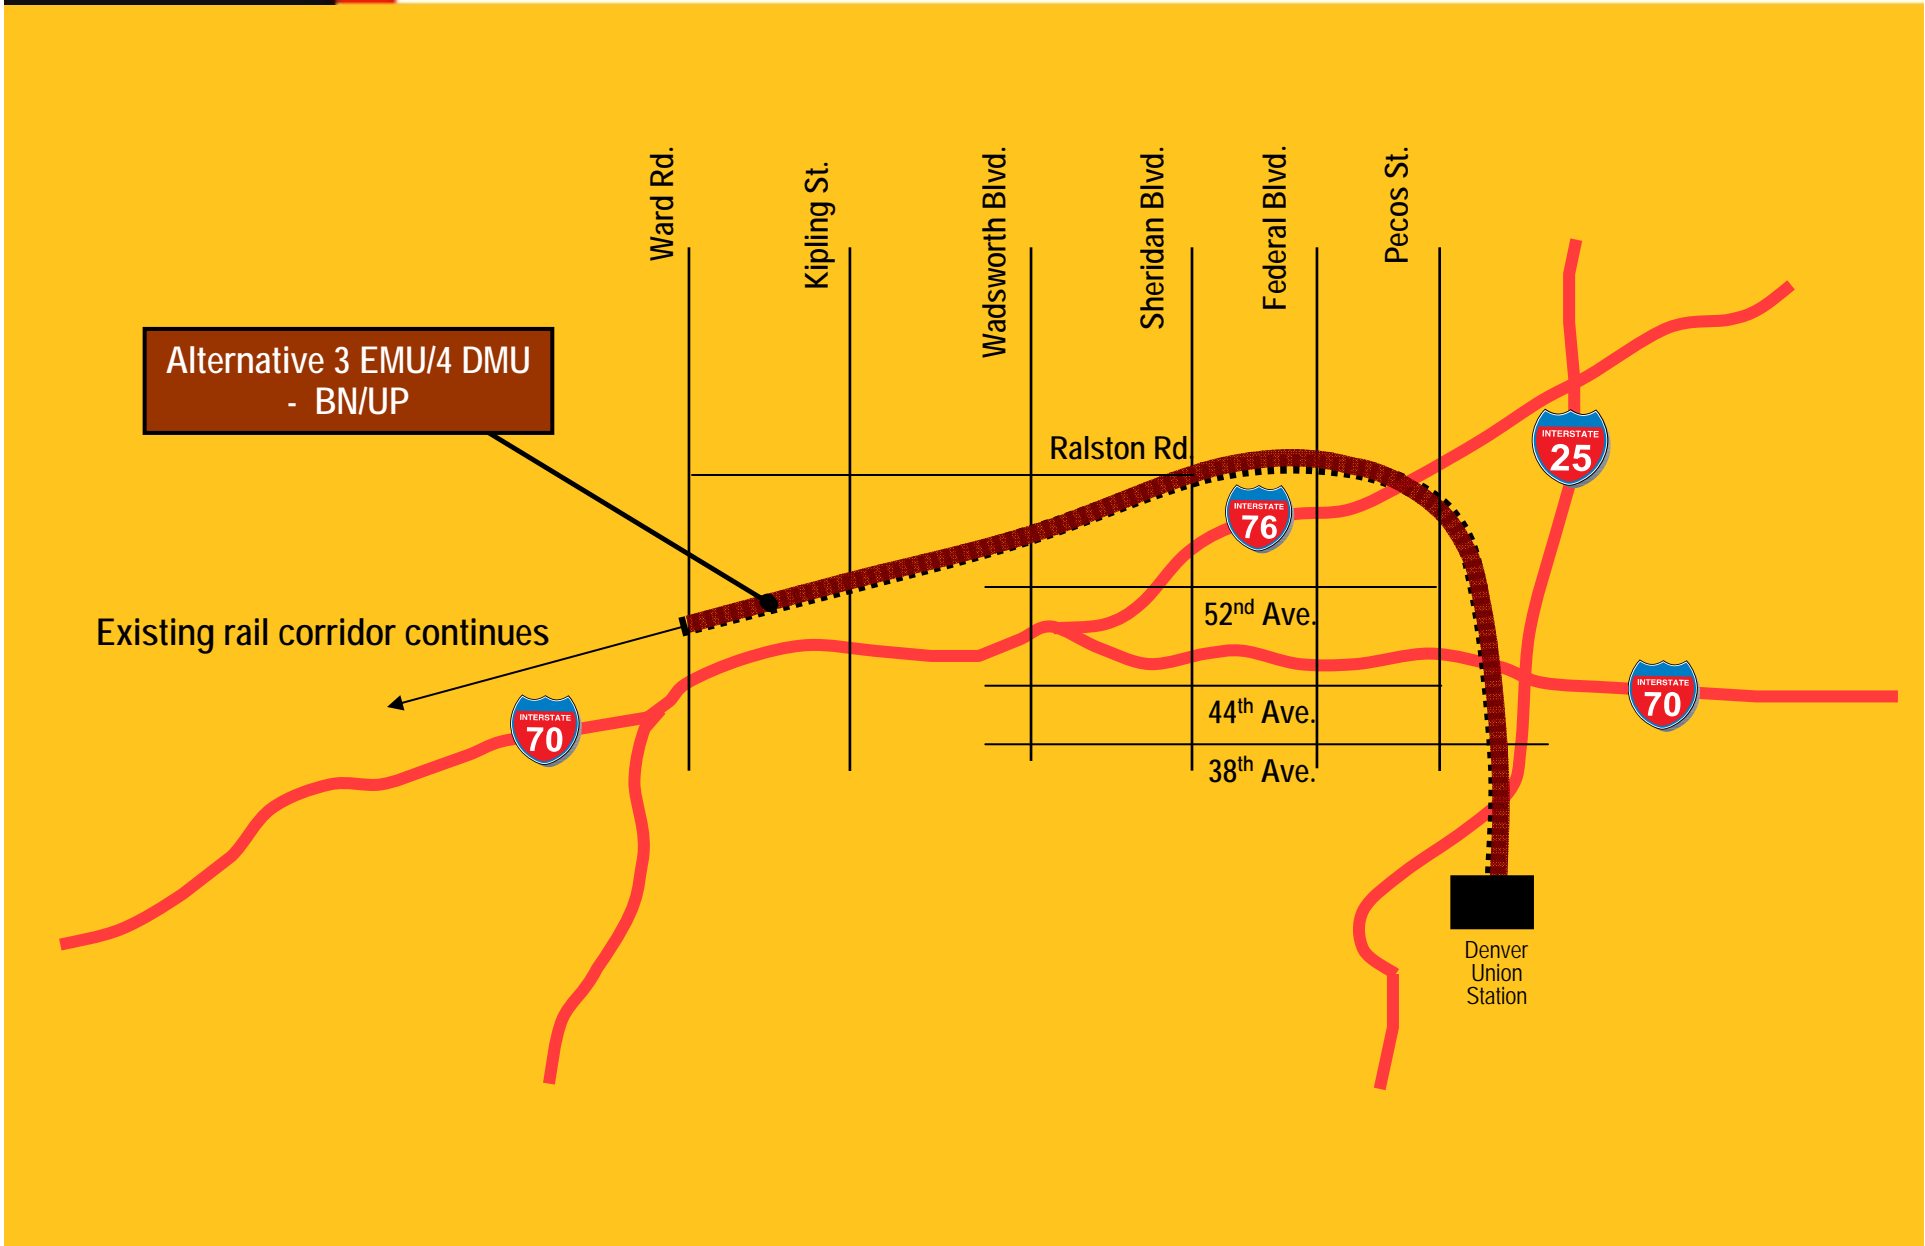 Ward Rd.
Kipling St.
Wadsworth Blvd.
Sheridan Blvd.
Federal Blvd.
Pecos St.
Alternative 3 EMU/4 DMU
- BN/UP
Ralston Rd.
INTERSTATE
25
INTERSTATE
76
52nd Ave.
Existing rail corridor continues
INTERSTATE
70
INTERSTATE
70
44th Ave.
38th Ave.
Denver
Union
Station